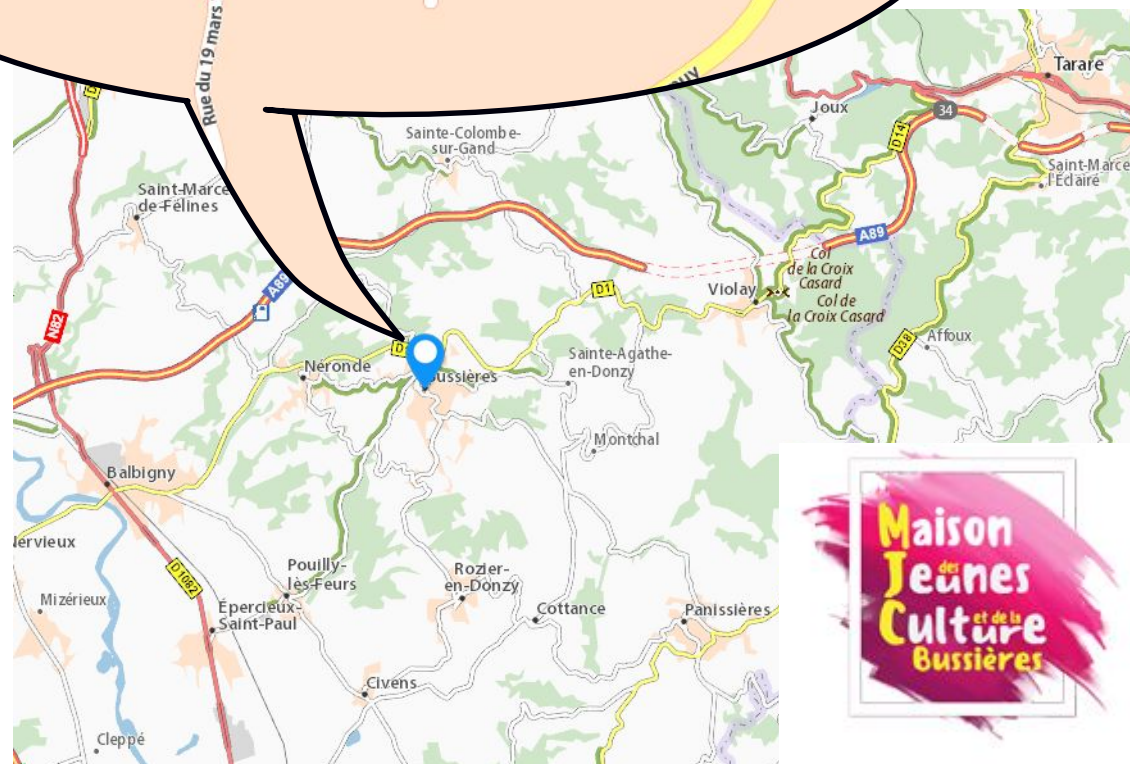 Rue du 19 mars
Tarare
Joux
34
D14
Sainte-Colombe-
sur-Gand
Saint-Marce
l'Éclairé
Saint-Marce
de-Félines
A89
Col
de la Croix
Casard
Col de
la Croix Casard
Violay
A89
D1
N82
D38
Affoux
Néronde
Sainte-Agathe-
en-Donzy
Bussières
Montchal
Balbigny
Nervieux
D1082
Pouilly-
lès-Feurs
Rozier-
en-Donzy
Mizérieux
Épercieux-
Saint-Paul
Cottance
Panissières
Civens
Cleppé
Maison
des
Jeunes
et de la
Culture
Bussières